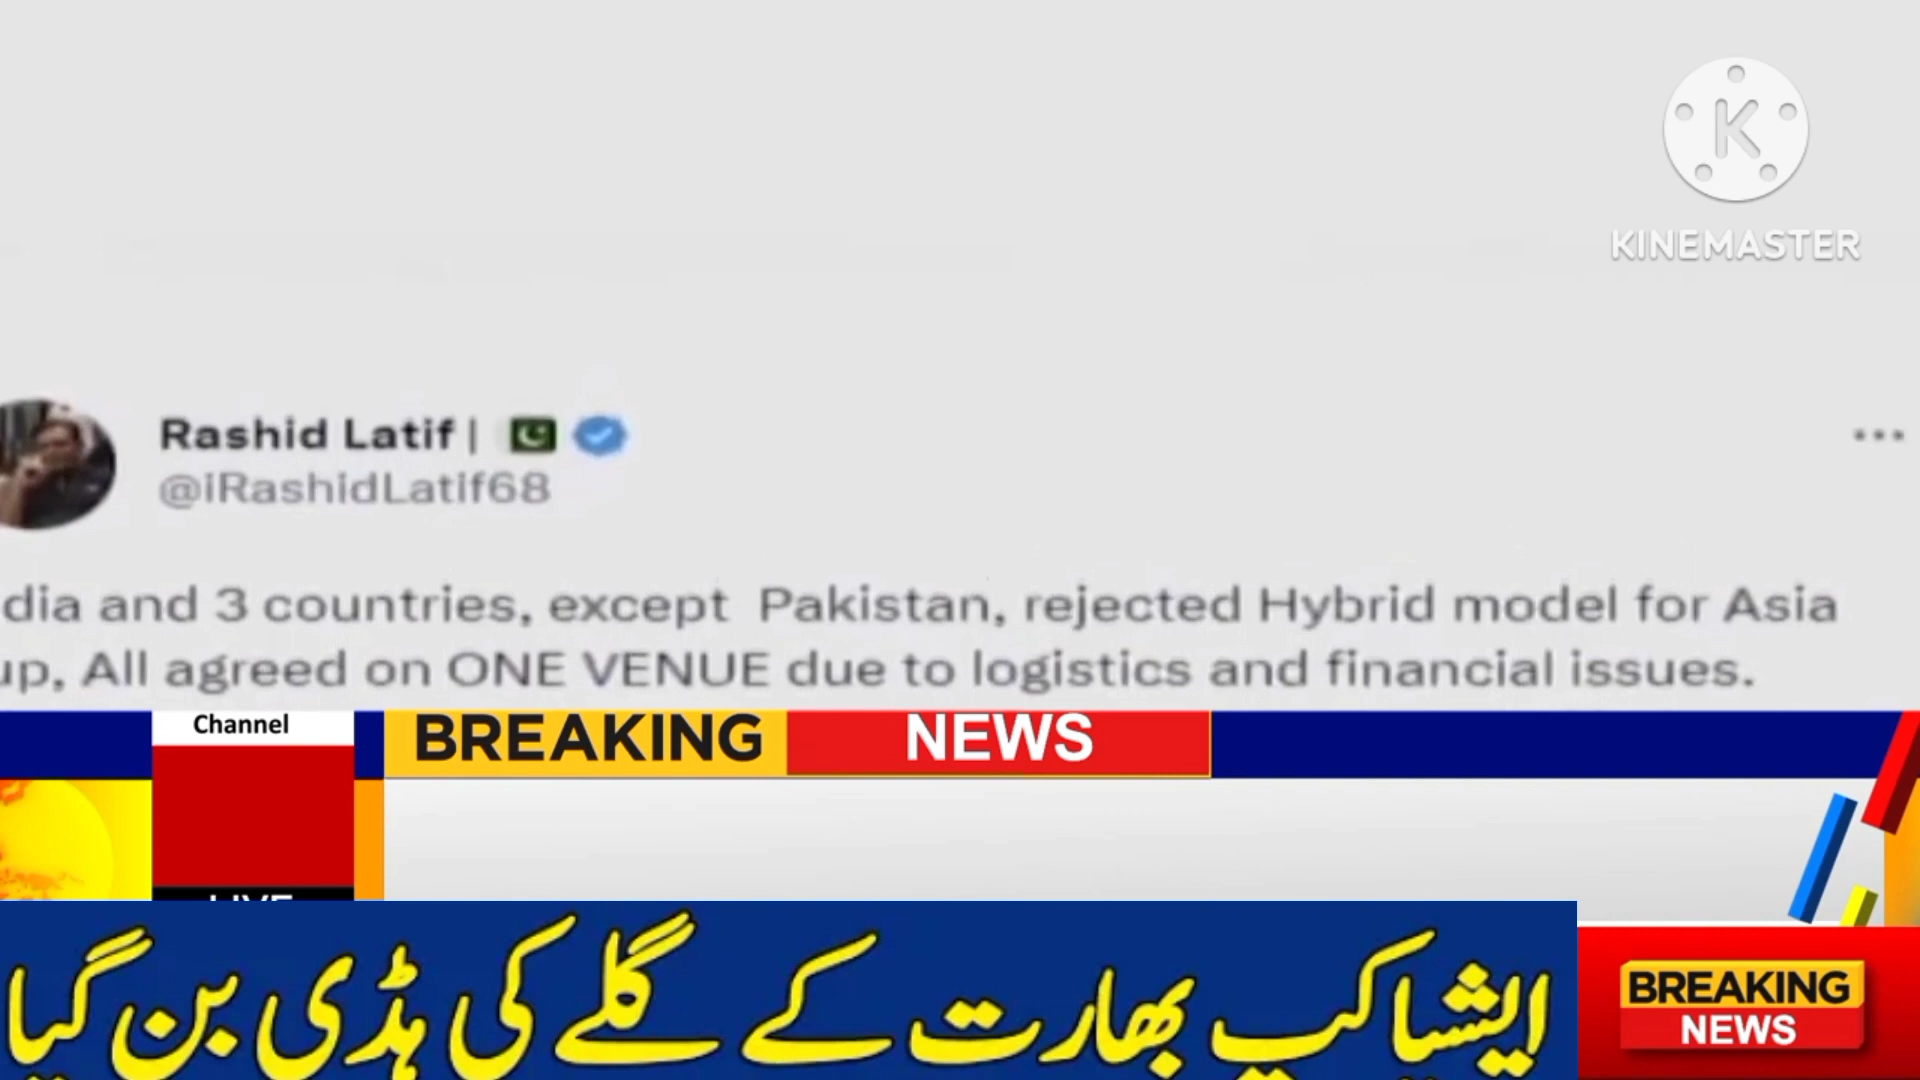 KINEMASTER
Rashid Latif |
@iRashidLatif68
dia and 3 countries, except Pakistan, rejected Hybrid model for Asia
up, All agreed on ONE VENUE due to logistics and financial issues.
Channel
BREAKING NEWS
LIVE
ایشیا کپ بھارت کے گلے کی ہڈی بن گیا
BREAKING
NEWS